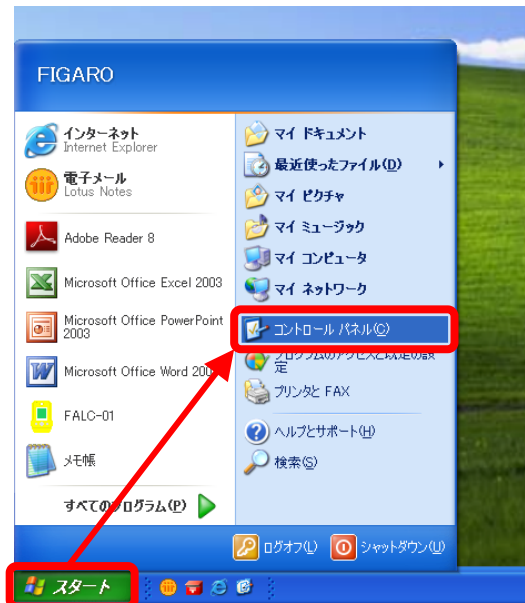 FIGARO
インターネット
Internet Explorer
電子メール
Lotus Notes
Adobe Reader 8
Microsoft Office Excel 2003
Microsoft Office PowerPoint
2003
Microsoft Office Word
FALC-01
メモ帳
すべてのプログラム(P)
マイ ドキュメント
最近使ったファイル(D)
マイ ピクチャ
マイ ミュージック
マイ コンピュータ
マイ ネットワーク
コントロール パネル(C)
プログラムのアクセスと既定の設
定
プリンタと FAX
ヘルプとサポート(H)
検索(S)
ログオフ(L)
シャットダウン(U)
スタート